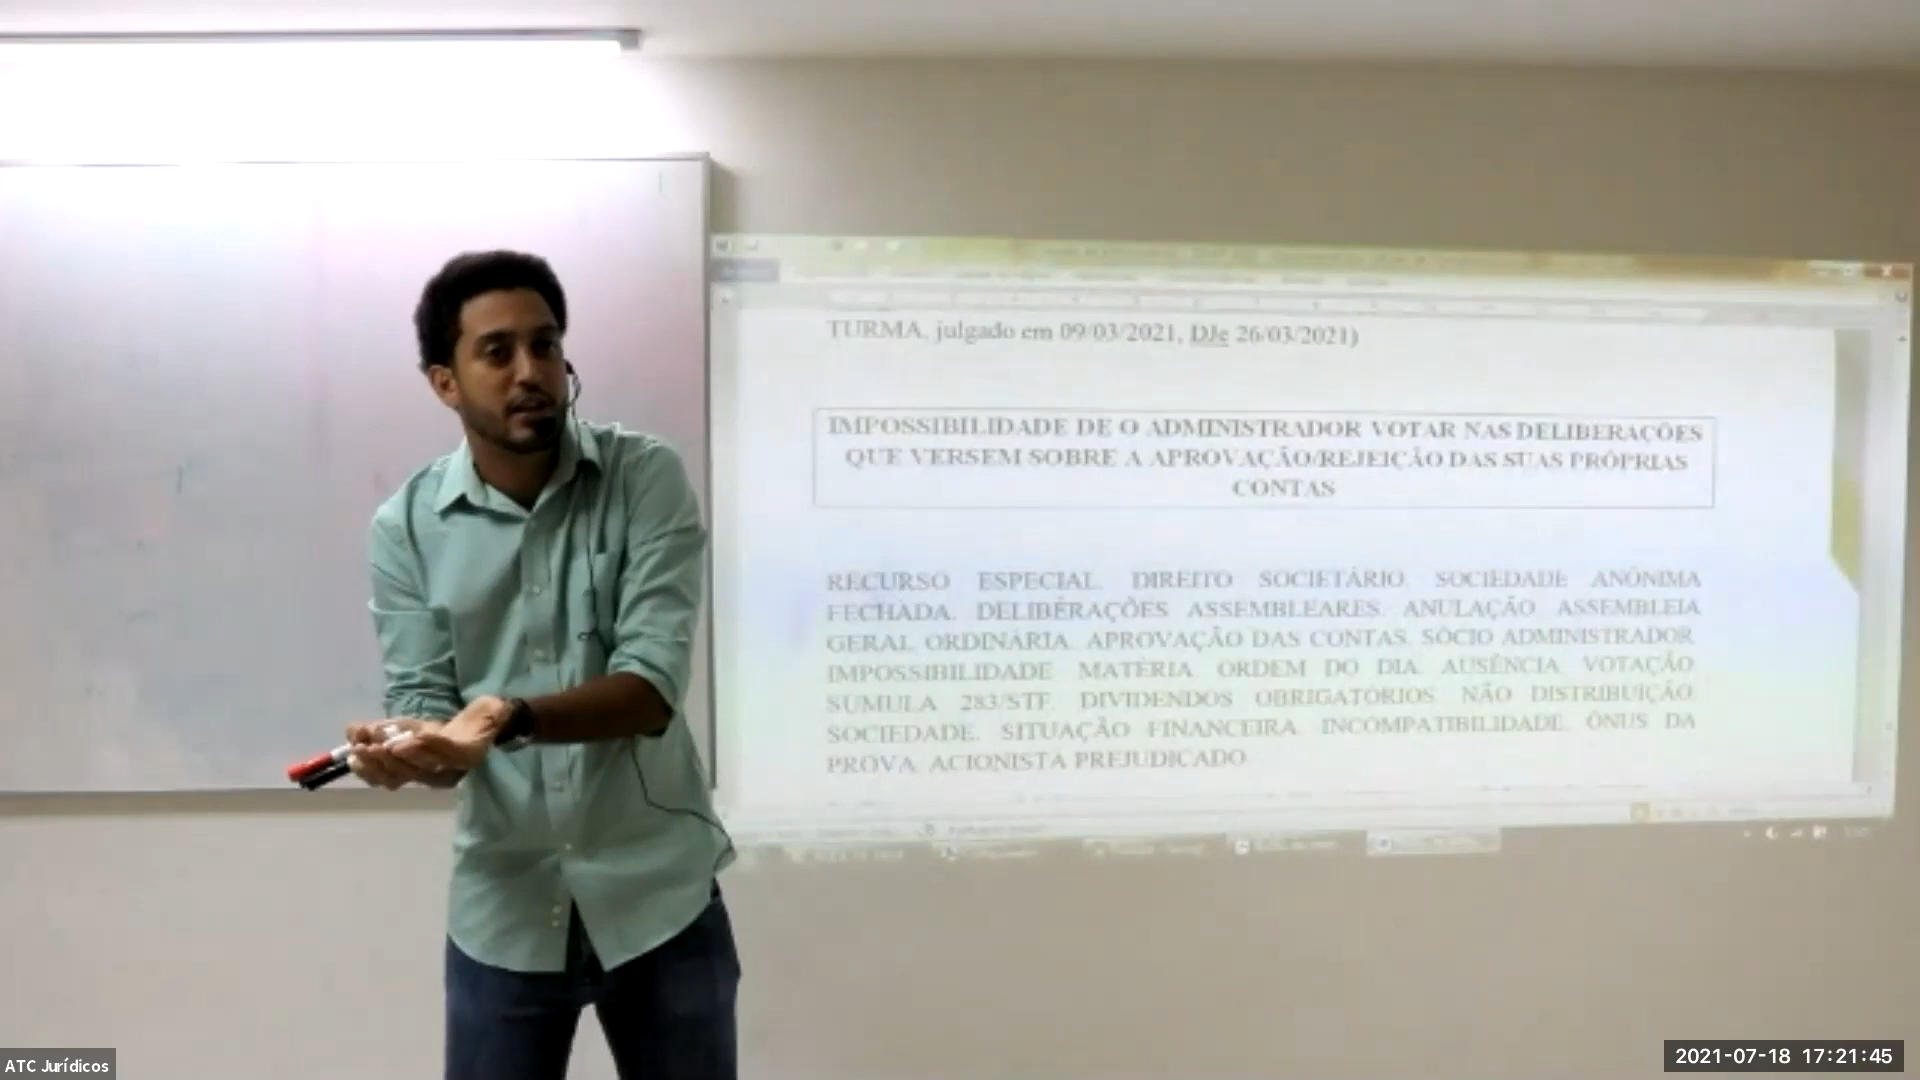 TURMA, julgado em 09/03/2021, DJe 26/03/2021)
IMPOSSIBILIDADE DE O ADMINISTRADOR VOTAR NAS DELIBERAÇÕES
QUE VERSEM SOBRE A APROVAÇÃO/REJEIÇÃO DAS SUAS PRÓPRIAS
CONTAS
RECURSO ESPECIAL. DIREITO SOCIETÁRIO. SOCIEDADE ANÔNIMA
FECHADA. DELIBERAÇÕES ASSEMBLEARES. ANULAÇÃO. ASSEMBLEIA
GERAL ORDINÁRIA. APROVAÇÃO DAS CONTAS. SÓCIO ADMINISTRADOR.
IMPOSSIBILIDADE. MATÉRIA. ORDEM DO DIA. AUSÊNCIA. VOTAÇÃO.
SÚMULA 283/STF. DIVIDENDOS OBRIGATÓRIOS. NÃO DISTRIBUIÇÃO.
SOCIEDADE. SITUAÇÃO FINANCEIRA. INCOMPATIBILIDADE. ÔNUS DA
PROVA. ACIONISTA PREJUDICADO.
ATC Jurídicos
2021-07-18 17:21:45